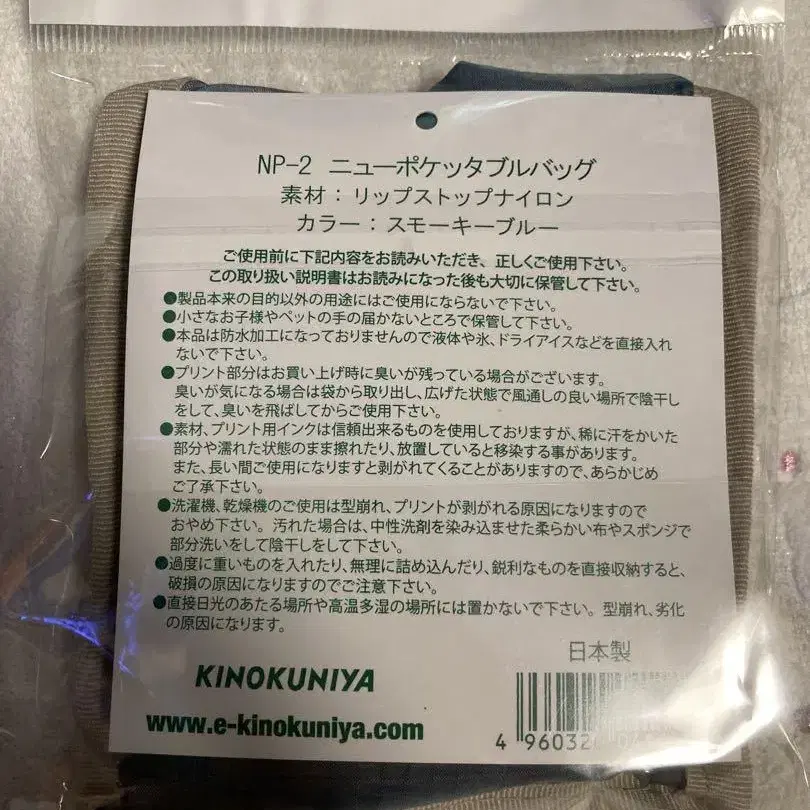 NP-2 ニューポケッタブルバッグ
素材：リップストップナイロン
カラー：スモーキーブルー
ご使用前に下記内容をお読みいただき、正しくご使用下さい。
この取り扱い説明書はお読みになった後も大切に保管して下さい。
●製品本来の目的以外の用途にはご使用にならないで下さい。
●小さなお子様やペットの手の届かないところで保管して下さい。
●本品は防水加工になっておりませんので液体や氷、ドライアイスなどを直接入れ
ないで下さい。
●プリント部分はお買い上げ時に臭いが残っている場合がございます。
臭いが気になる場合は袋から取り出し、広げた状態で風通しの良い場所で陰干し
をして、臭いを飛ばしてからご使用下さい。
●素材、プリント用インクは信頼出来るものを使用しておりますが、稀に汗をかいた
部分や濡れた状態のまま擦れたり、放置していると移染する事があります。
また、長い間ご使用になりますと剥がれてくることがありますので、あらかじめ
ご了承下さい。
●洗濯機、乾燥機のご使用は型崩れ、プリントが剥がれる原因になりますので
おやめ下さい。汚れた場合は、中性洗剤を染み込ませた柔らかい布やスポンジで
部分洗いをして陰干しをして下さい。
●過度に重いものを入れたり、無理に詰め込んだり、鋭利なものを直接収納すると、
破損の原因になりますのでご注意下さい。
●直接日光のあたる場所や高温多湿の場所には置かないで下さい。型崩れ、劣化
の原因になります。
日本製
KINOKUNIYA
www.e-kinokuniya.com
4 96032